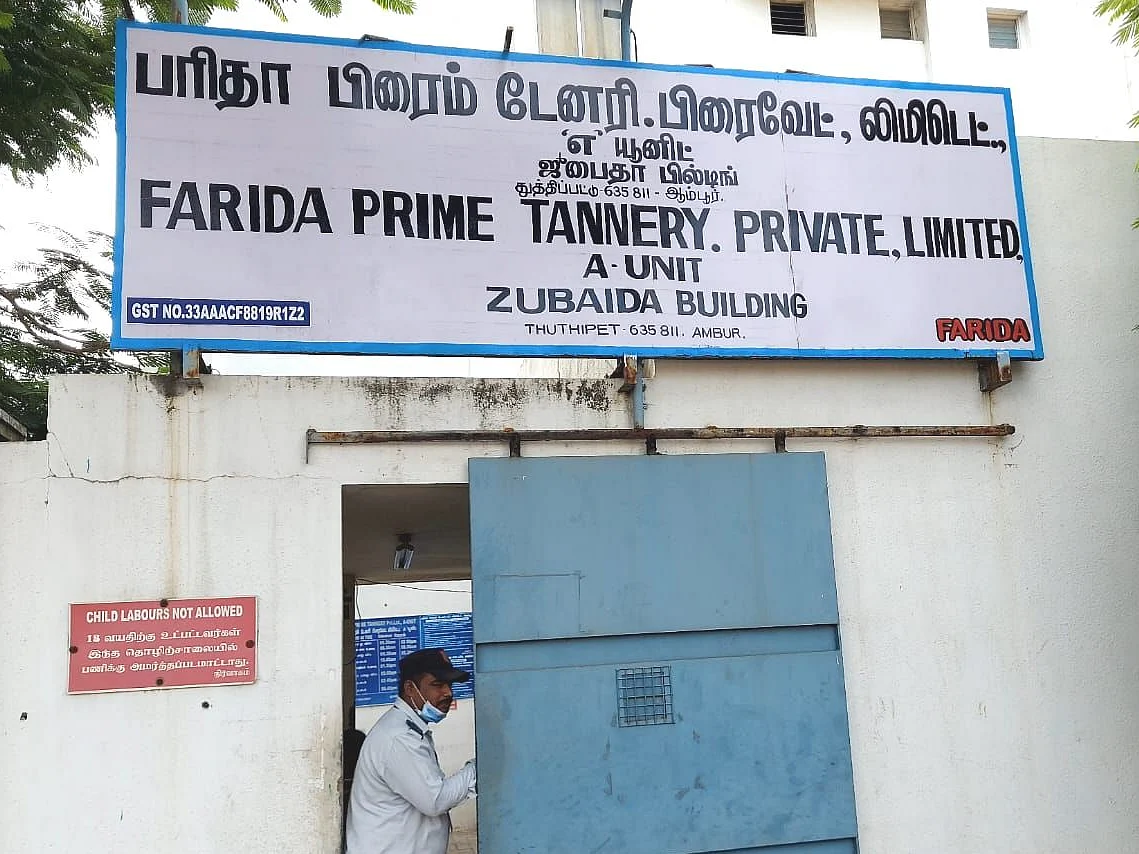 பரிதா பிரைம் டேனரி. பிரைவேட், லிமிடெட்.,
'எ' யூனிட்
ஜுபைதா பில்டிங்
துத்திப்பட்டு-635 811 - ஆம்பூர்.
FARIDA PRIME TANNERY. PRIVATE, LIMITED,
A-UNIT
ZUBAIDA BUILDING
THUTHIPET-635 811. AMBUR.
GST NO.33AAACF8819R1Z2
FARIDA
CHILD LABOURS NOT ALLOWED
18 வயதிற்கு உட்பட்டவர்கள்
இந்த தொழிற்சாலையில்
பணிக்கு அமர்த்தப்படமாட்டாது.
நிர்வாகம்